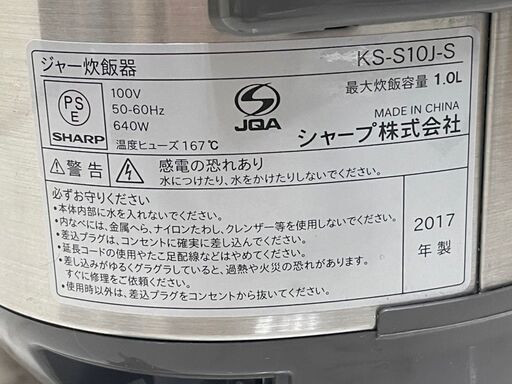 ジャー炊飯器
KS-S10J-S
PSE
SHARP
100V
50-60Hz
640W
温度ヒューズ 167℃
JQA
最大炊飯容量 1.0L
MADE IN CHINA
シャープ株式会社
⚠警告
感電の恐れあり
水につけたり、水をかけたりしないでください。
必ずお守りください
•本体内部に水を入れないでください。
•内なべには、金属へら、ナイロンたわし、クレンザー等を使用しないでください。
•差込プラグは、コンセントに確実に差し込んでください。
•延長コードの使用やたこ足配線などはやめてください。
•差し込みがゆるくグラグラしていると、過熱や火災の恐れがあります。
すぐに修理をご依頼ください。
•使用時以外は、差込プラグをコンセントから抜いてください。
2017
年製